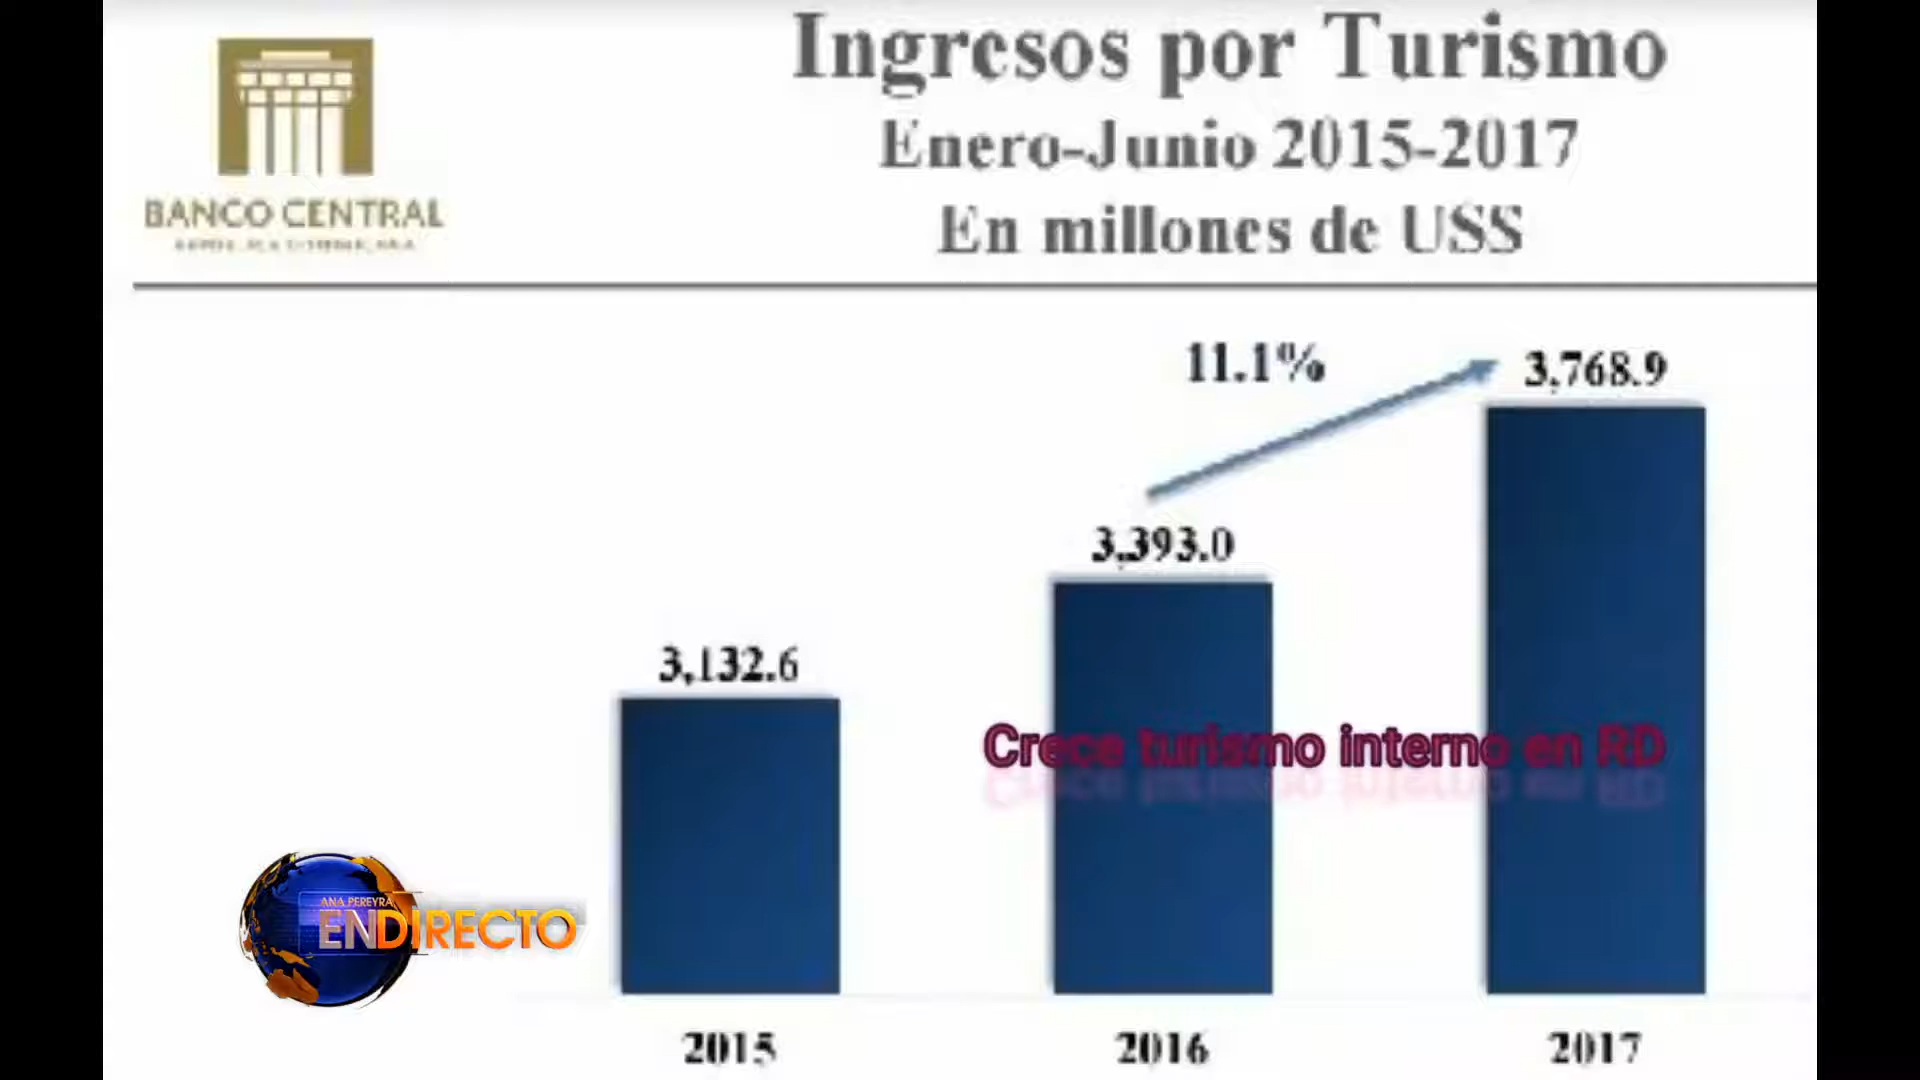 Ingresos por Turismo
Enero-Junio 2015-2017
En millones de US$
BANCO CENTRAL
11.1%
3,768.9
3,393.0
3,132.6
Crece turismo interno en RD
ANA PEREYRA
ENDIRECTO
2015
2016
2017